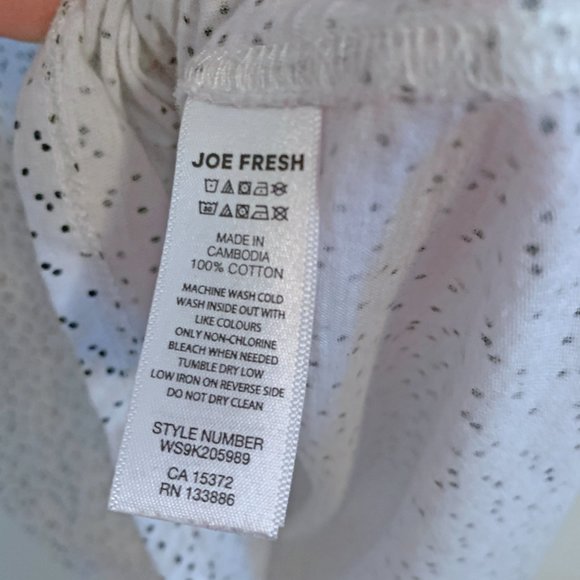 JOE FRESH
30
MADE IN
CAMBODIA
100% COTTON
MACHINE WASH COLD
WASH INSIDE OUT WITH
LIKE COLOURS
ONLY NON-CHLORINE
BLEACH WHEN NEEDED
TUMBLE DRY LOW
LOW IRON ON REVERSE SIDE
DO NOT DRY CLEAN
STYLE NUMBER
WS9K205989
CA 15372
RN 133886